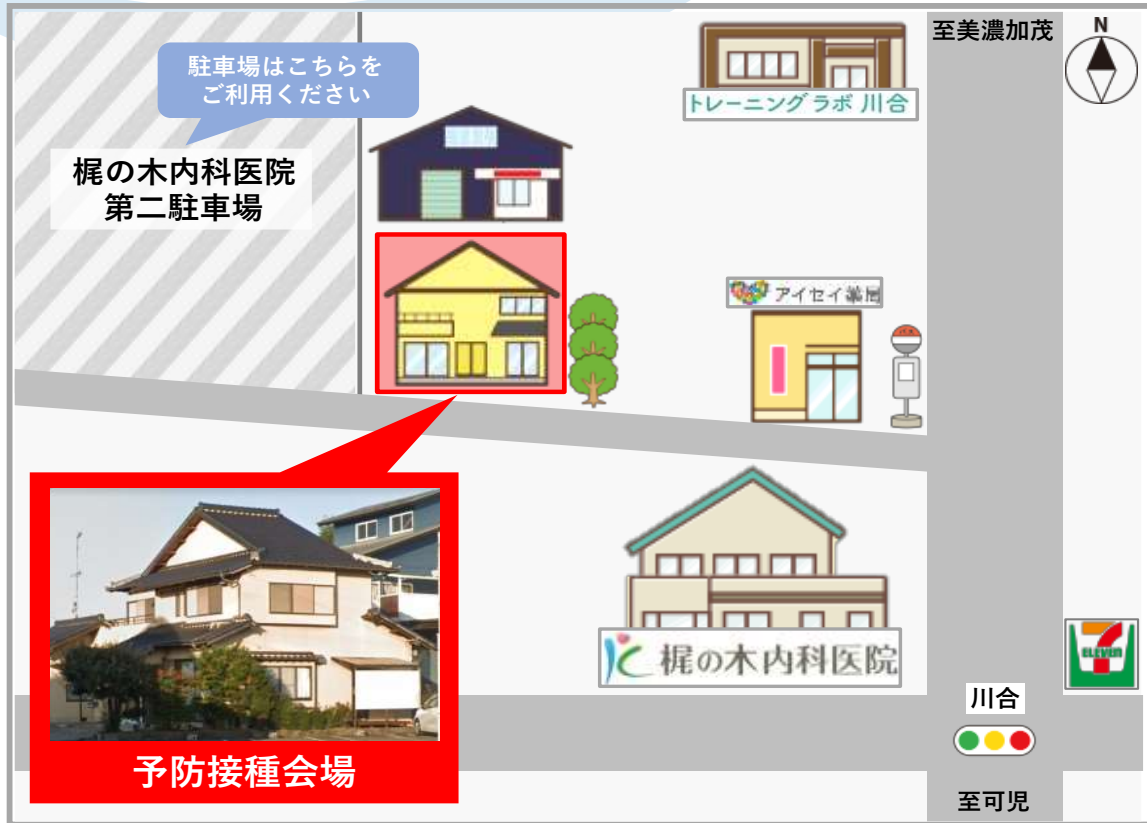 駐車場はこちらを
ご利用ください
梶の木内科医院
第二駐車場
トレーニングラボ 川合
至美濃加茂
N
アイセイ薬局
バス
梶の木内科医院
7
ELEVEN
川合
予防接種会場
至可児